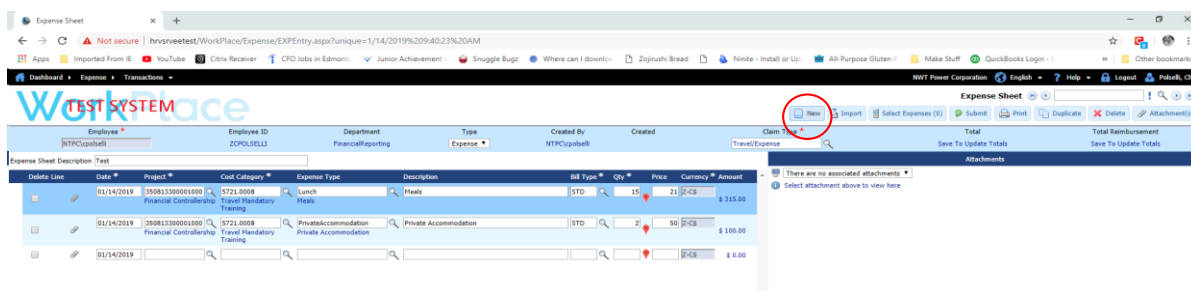 Expense Sheet
Not secure | hrvsrveetest/WorkPlace/Expense/EXPEntry.aspx?unique=1/14/2019%209:40:23%20AM
Apps Imported From IE YouTube Citrix Receiver CFO Jobs in Edmonto Junior Achievement Snuggle Bugz Where can I downloa Zojirushi Bread Ninite - Install or Up All-Purpose Gluten-F Make Stuff QuickBooks Login - Other bookmarks
Dashboard Expense Transactions NWT Power Corporation English Help Logout Polselli, Ch
WorkPlace
TEST SYSTEM
Expense Sheet
New Import Select Expenses (0) Submit Print Duplicate Delete Attachment(s
Employee * Employee ID Department Type Created By Created Claim Type * Total Total Reimbursement
NTPC\cpolselli ZCPOLSELLI FinancialReporting Expense NTPC\cpolselli Travel/Expense Save To Update Totals Save To Update Totals
Expense Sheet Description Test Attachments
Delete Line Date * Project * Cost Category * Expense Type Description Bill Type * Qty * Price Currency * Amount
There are no associated attachments
Select attachment above to view here
01/14/2019 350813300001000 5721.0008 Lunch Meals STD 15 21 Z-C$ $ 315.00
Financial Controllership Travel Mandatory Training Meals
01/14/2019 350813300001000 5721.0008 PrivateAccommodation Private Accommodation STD 2 50 Z-C$ $ 100.00
Financial Controllership Travel Mandatory Training Private Accommodation
01/14/2019 Z-C$ $ 0.00